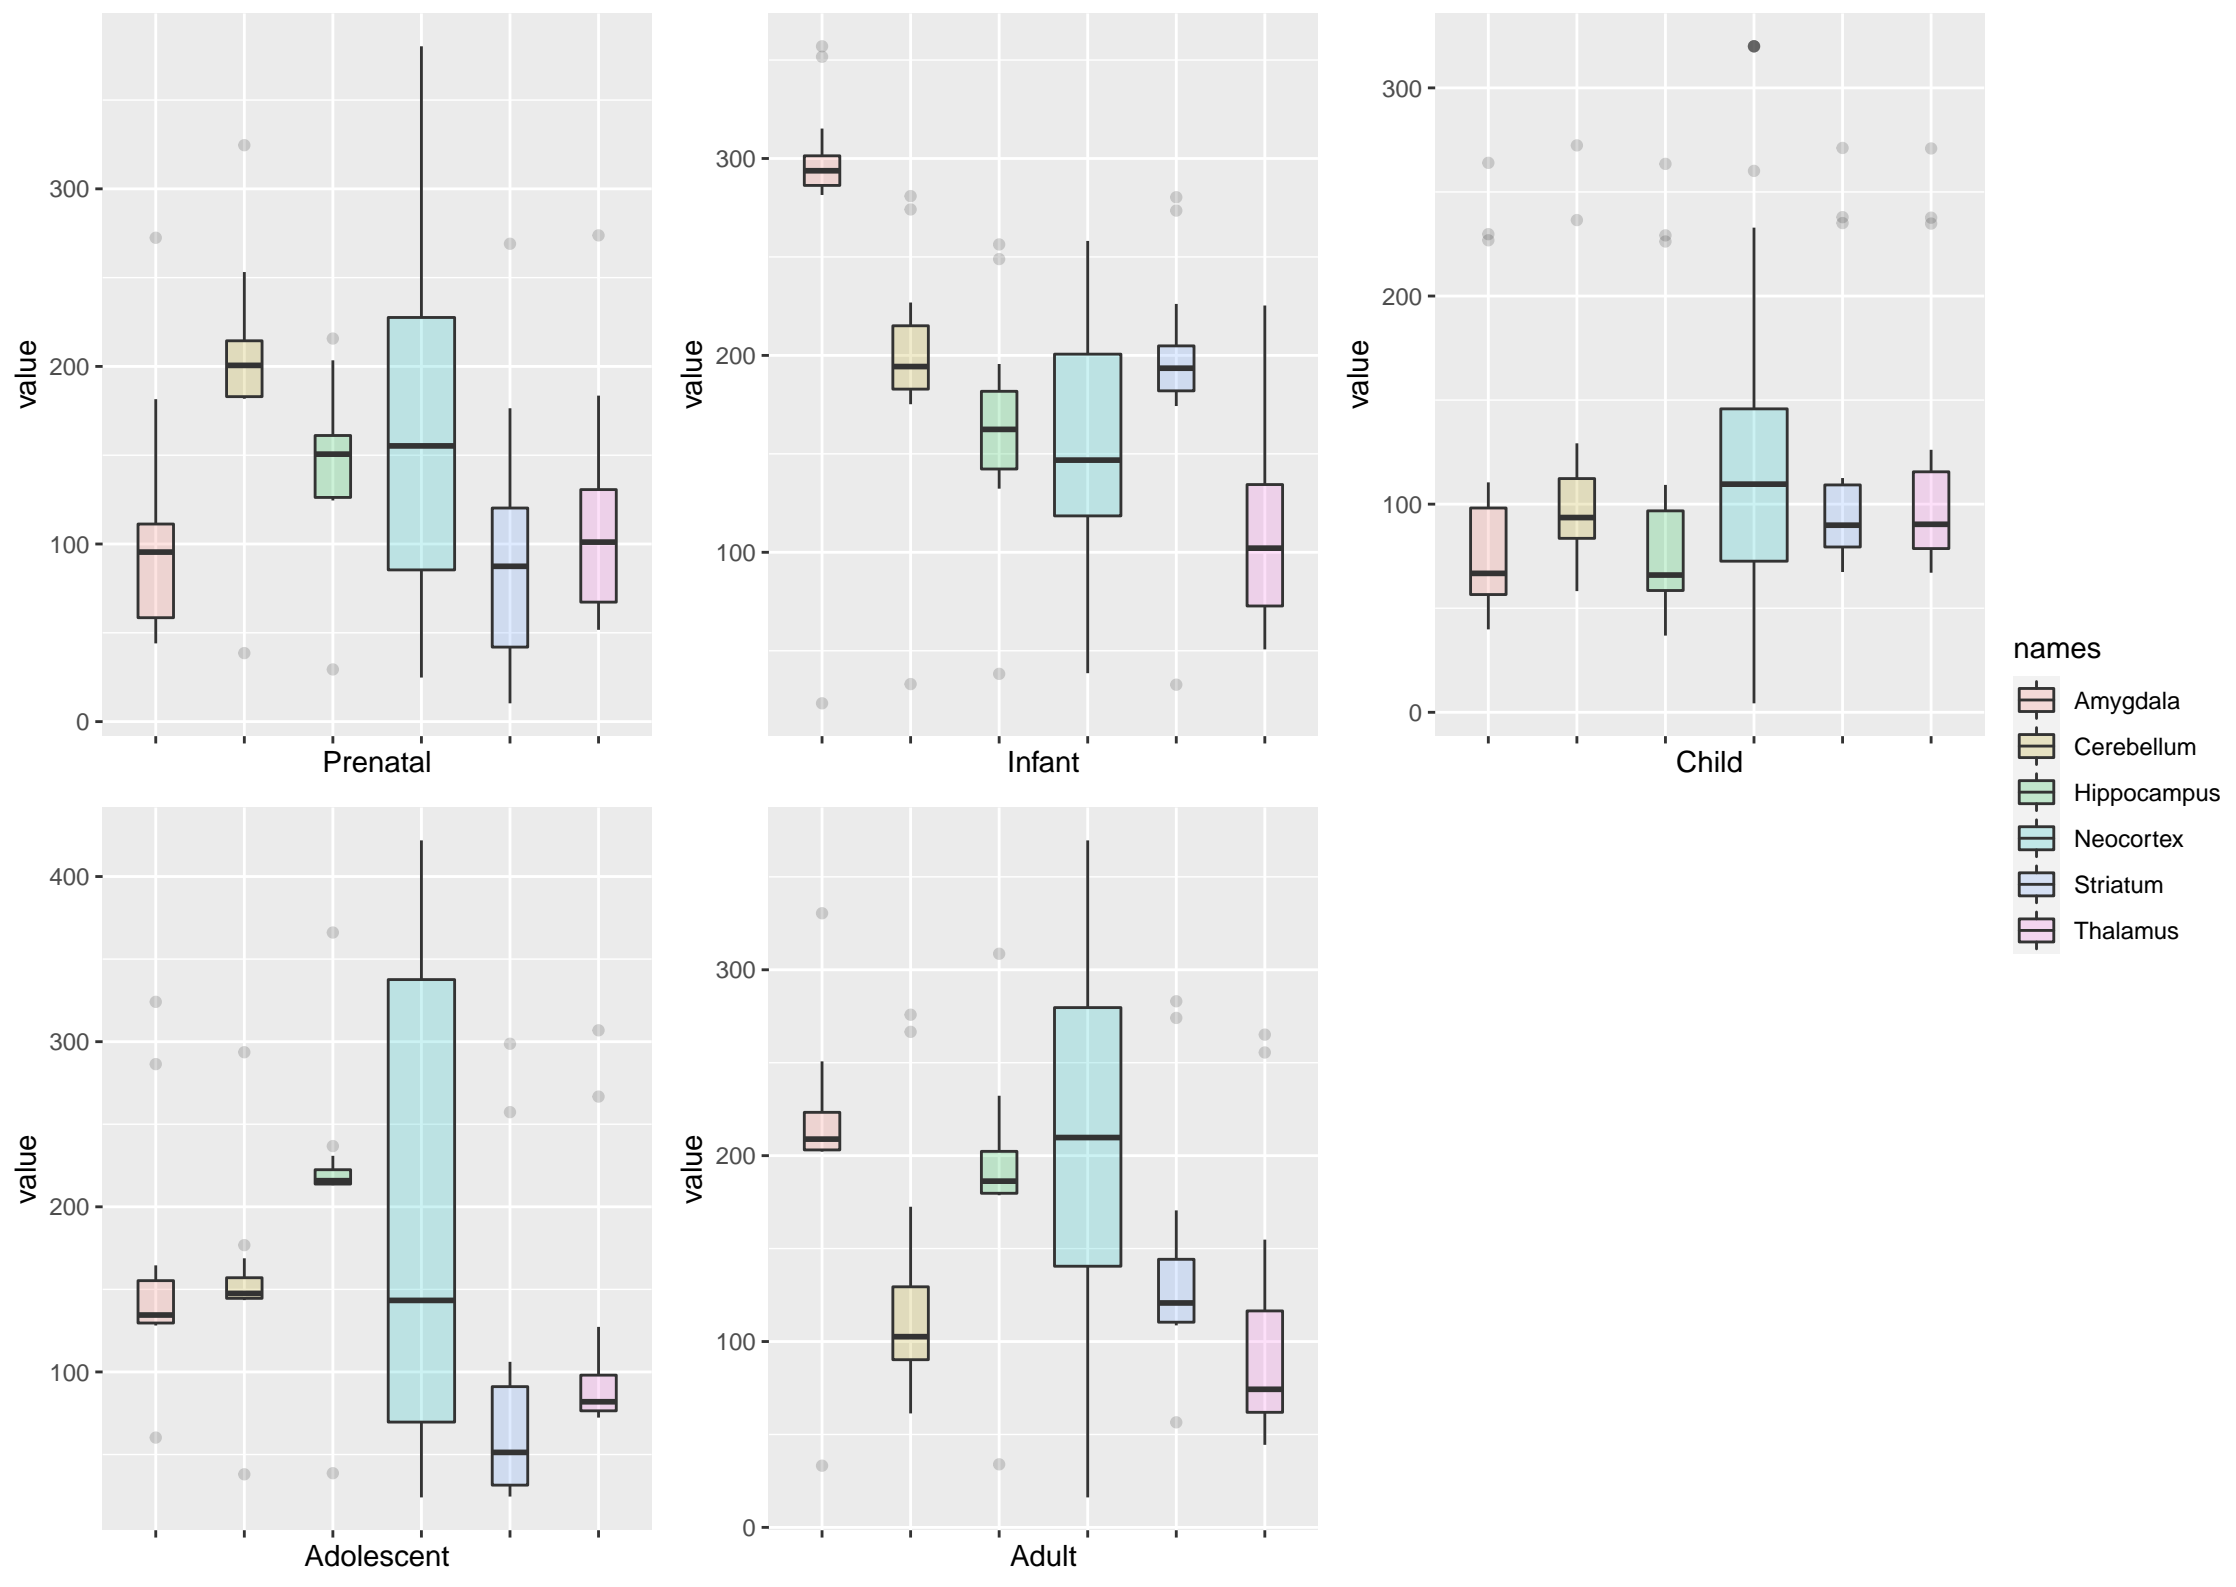 value
300
200
100
0
Prenatal
value
300
200
100
Infant
value
300
200
100
0
Child
names
Amygdala
Cerebellum
Hippocampus
Neocortex
Striatum
Thalamus
value
400
300
200
100
Adolescent
value
300
200
100
0
Adult